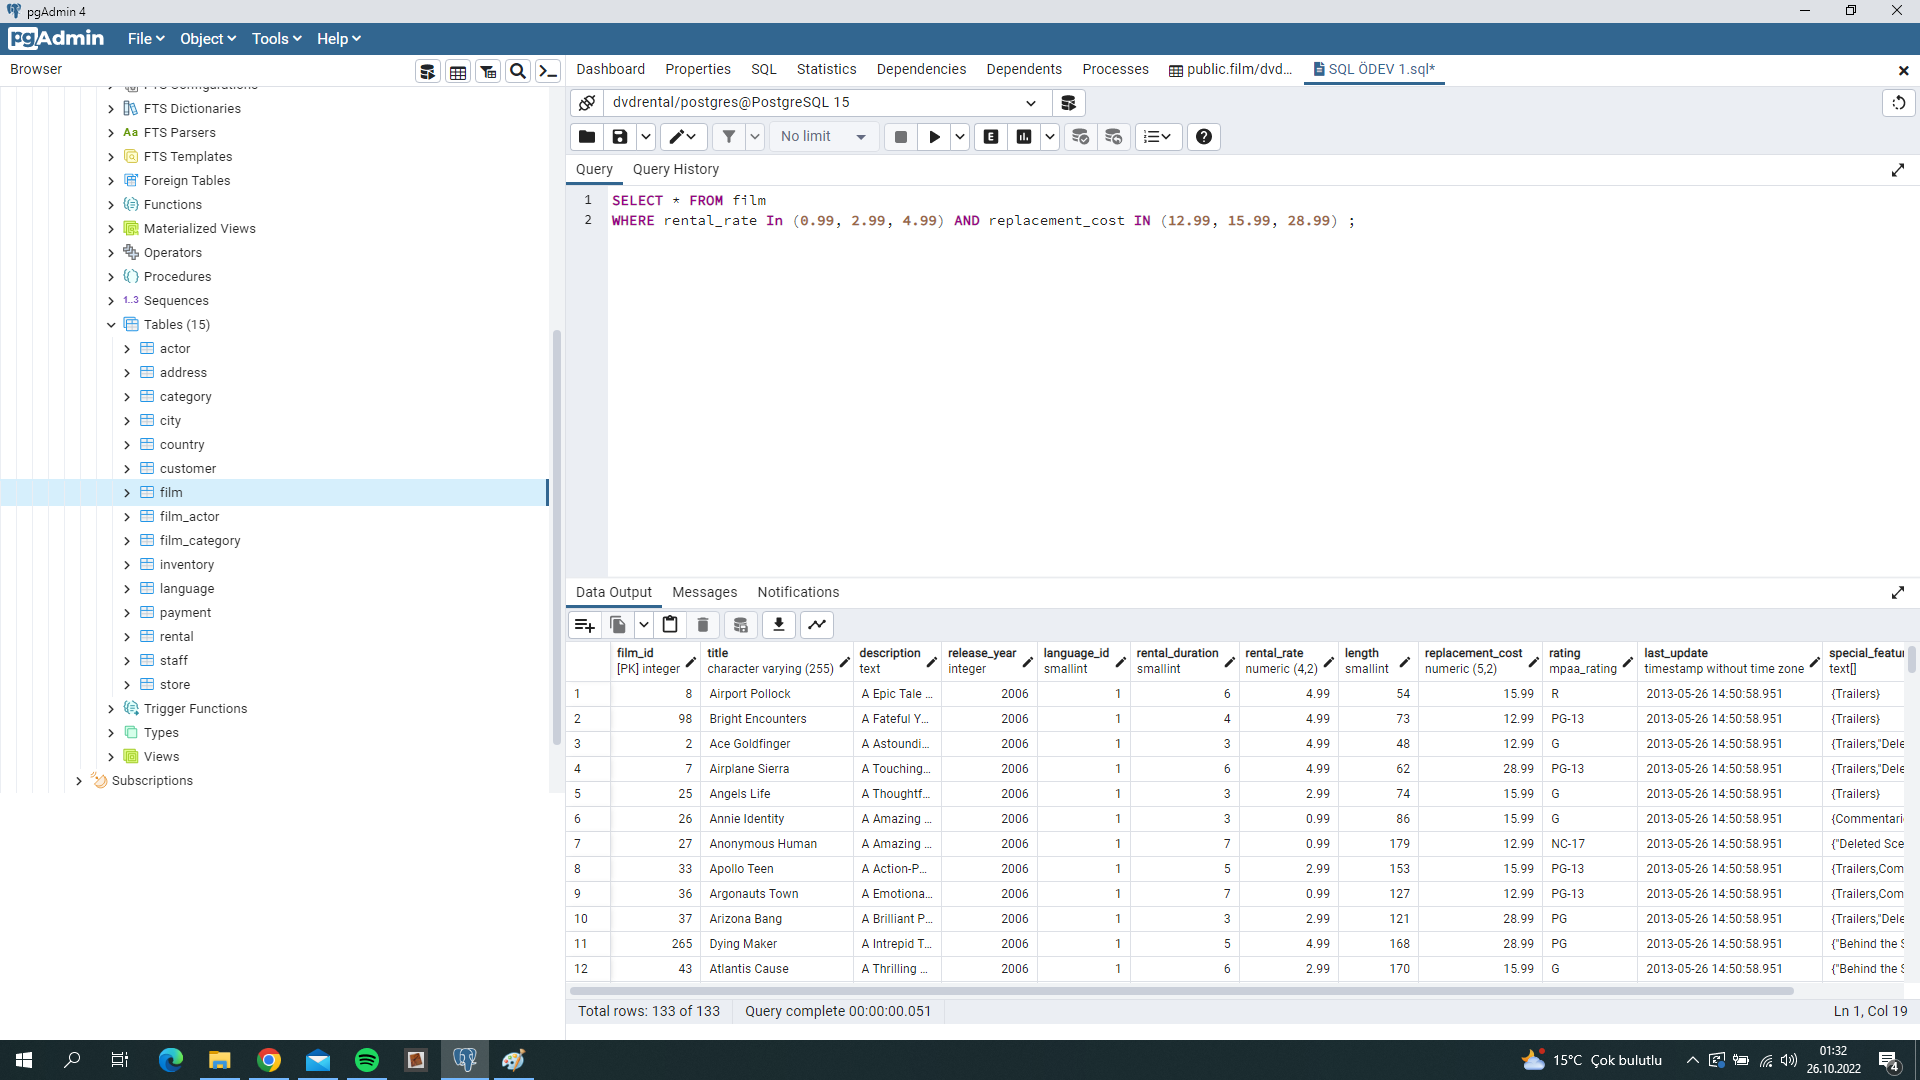 pgAdmin 4
pgAdmin File Object Tools Help
Browser
Dashboard Properties SQL Statistics Dependencies Dependents Processes public.film/dvd... SQL ÖDEV 1.sql*
dvdrental/postgres@PostgreSQL 15
No limit
Query Query History
1 SELECT * FROM film
2 WHERE rental_rate In (0.99, 2.99, 4.99) AND replacement_cost IN (12.99, 15.99, 28.99) ;
FTS Configurations
FTS Dictionaries
Aa FTS Parsers
FTS Templates
Foreign Tables
Functions
Materialized Views
Operators
Procedures
1..3 Sequences
Tables (15)
actor
address
category
city
country
customer
film
film_actor
film_category
inventory
language
payment
rental
staff
store
Trigger Functions
Types
Views
Subscriptions
Data Output Messages Notifications
film_id title description release_year language_id rental_duration rental_rate length replacement_cost rating last_update special_featur
[PK] integer character varying (255) text integer smallint smallint numeric (4,2) smallint numeric (5,2) mpaa_rating timestamp without time zone text[]
1 8 Airport Pollock A Epic Tale ... 2006 1 6 4.99 54 15.99 R 2013-05-26 14:50:58.951 {Trailers}
2 98 Bright Encounters A Fateful Y... 2006 1 4 4.99 73 12.99 PG-13 2013-05-26 14:50:58.951 {Trailers}
3 2 Ace Goldfinger A Astoundi... 2006 1 3 4.99 48 12.99 G 2013-05-26 14:50:58.951 {Trailers,"Dele
4 7 Airplane Sierra A Touching... 2006 1 6 4.99 62 28.99 PG-13 2013-05-26 14:50:58.951 {Trailers,"Dele
5 25 Angels Life A Thoughtf... 2006 1 3 2.99 74 15.99 G 2013-05-26 14:50:58.951 {Trailers}
6 26 Annie Identity A Amazing ... 2006 1 3 0.99 86 15.99 G 2013-05-26 14:50:58.951 {Commentari
7 27 Anonymous Human A Amazing ... 2006 1 7 0.99 179 12.99 NC-17 2013-05-26 14:50:58.951 {"Deleted Sce
8 33 Apollo Teen A Action-P... 2006 1 5 2.99 153 15.99 PG-13 2013-05-26 14:50:58.951 {Trailers,Com
9 36 Argonauts Town A Emotiona... 2006 1 7 0.99 127 12.99 PG-13 2013-05-26 14:50:58.951 {Trailers,Com
10 37 Arizona Bang A Brilliant P... 2006 1 3 2.99 121 28.99 PG 2013-05-26 14:50:58.951 {Trailers,"Dele
11 265 Dying Maker A Intrepid T... 2006 1 5 4.99 168 28.99 PG 2013-05-26 14:50:58.951 {"Behind the S
12 43 Atlantis Cause A Thrilling ... 2006 1 6 2.99 170 15.99 G 2013-05-26 14:50:58.951 {"Behind the S
Total rows: 133 of 133 Query complete 00:00:00.051 Ln 1, Col 19
15°C Çok bulutlu
01:32
26.10.2022
4